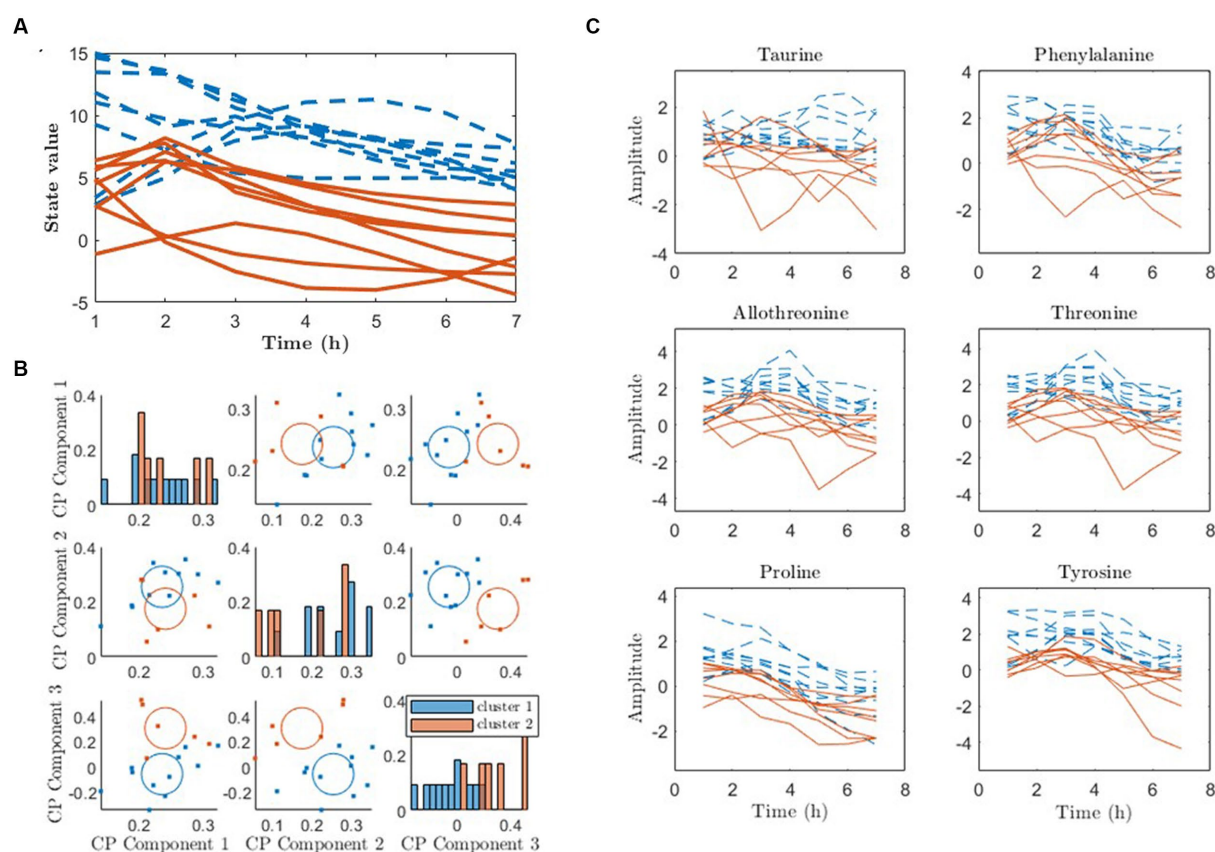 A
State value
15
10
5
0
-5
1 2 3 4 5 6 7
Time (h)
B
CP Component 1
0.4
0.2
0
0.2 0.3
0.3
0.2
0.1 0.2 0.3
0.3
0.2
0 0.4
CP Component 2
0.4
0.2
0
0.2 0.3
0.4
0.2
0
0.1 0.2 0.3
0.4
0.2
0
0 0.4
CP Component 3
0.4
0.2
0
-0.2
0.2 0.3
0.4
0.2
0
-0.2
0.1 0.2 0.3
0.4
0.2
0
0 0.4
cluster 1
cluster 2
CP Component 1 CP Component 2 CP Component 3
C
Taurine
Amplitude
2
0
-2
-4
0 2 4 6 8
Phenylalanine
4
2
0
-2
0 2 4 6 8
Allothreonine
Amplitude
4
2
0
-2
-4
0 2 4 6 8
Threonine
4
2
0
-2
-4
0 2 4 6 8
Proline
Amplitude
4
2
0
-2
0 2 4 6 8
Time (h)
Tyrosine
4
2
0
-2
-4
0 2 4 6 8
Time (h)